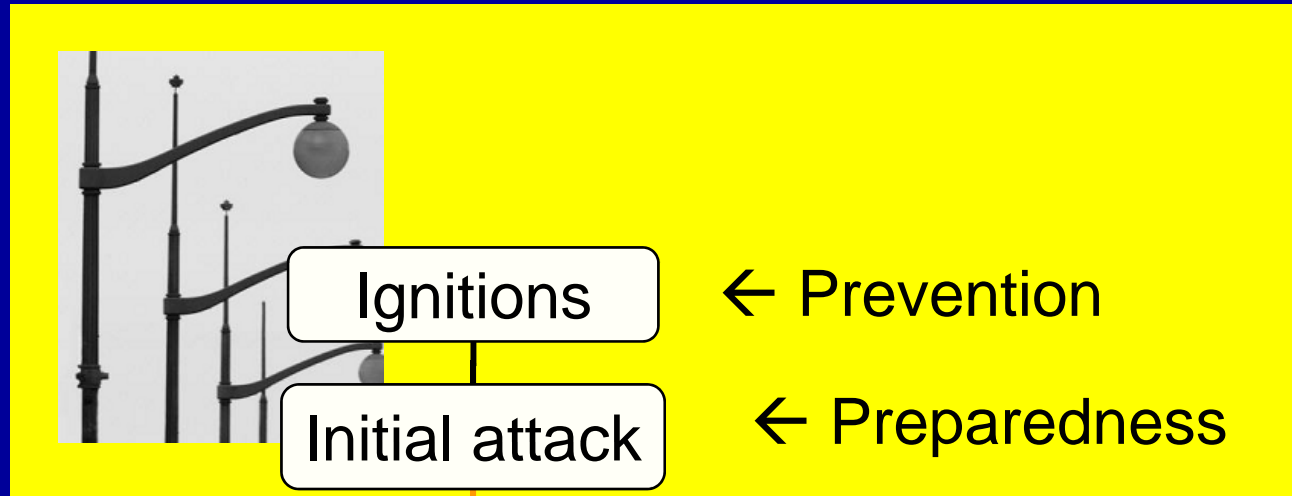 Ignitions ← Prevention
Initial attack ← Preparedness